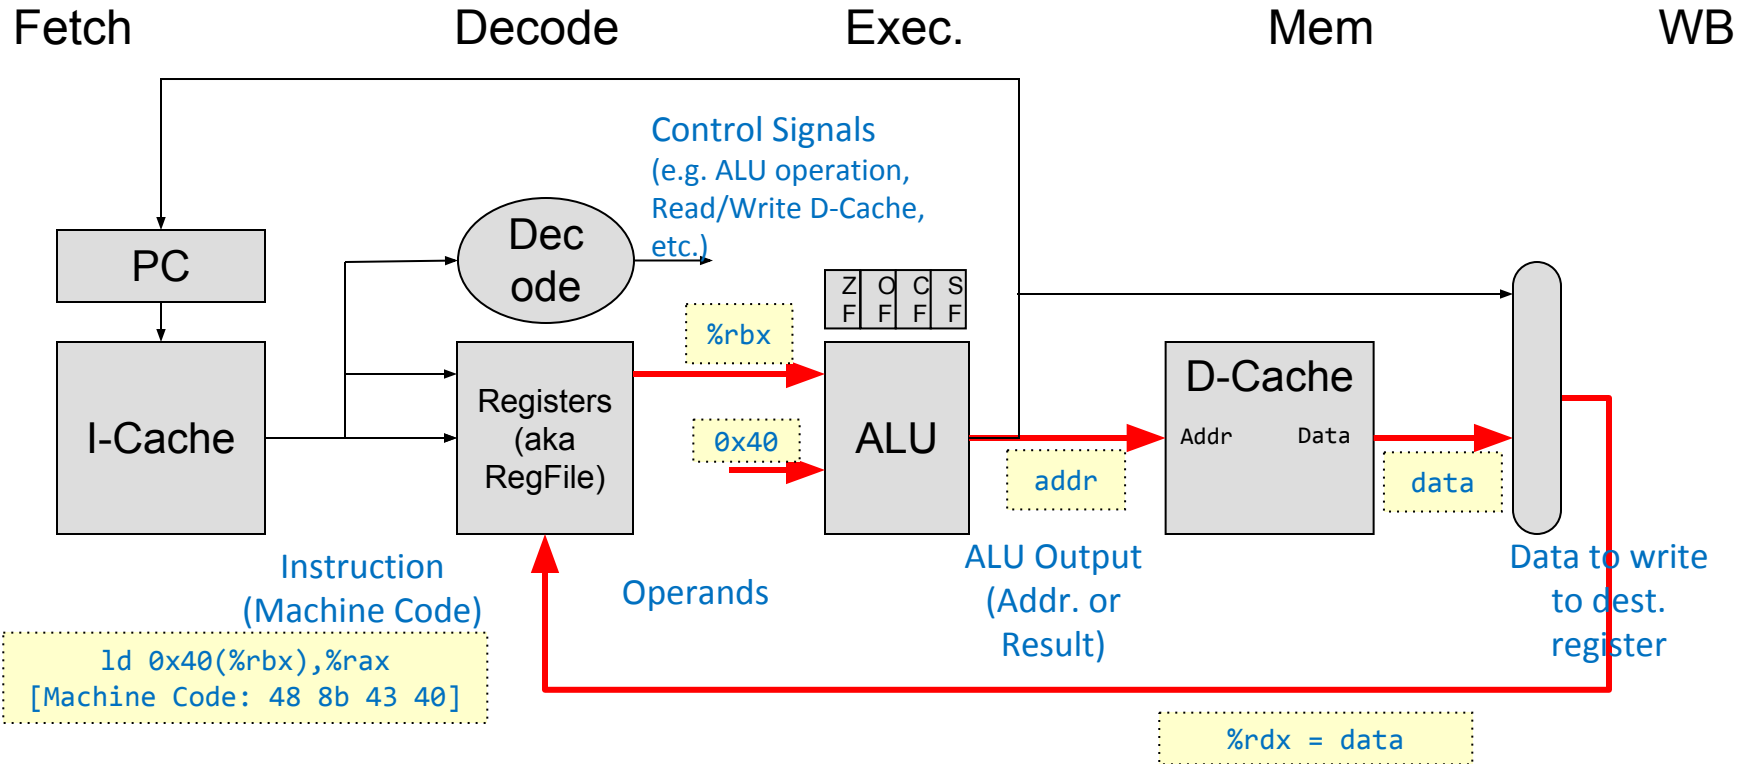 Fetch
Decode
Exec.
Mem
WB
Control Signals
(e.g. ALU operation,
Read/Write D-Cache,
etc.)
PC
Dec
ode
Z
F
O
F
C
F
S
F
%rbx
I-Cache
Registers
(aka
RegFile)
0x40
ALU
addr
D-Cache
Addr
Data
data
Instruction
(Machine Code)
Operands
ALU Output
(Addr. or
Result)
Data to write
to dest.
register
ld 0x40(%rbx),%rax
[Machine Code: 48 8b 43 40]
%rdx = data